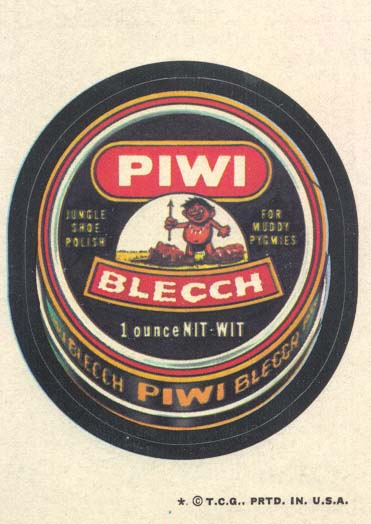 PIWI
JUNGLE
SHOE
POLISH
FOR
MUDDY
PYGMIES
BLECCH
1 ounce NIT-WIT
BLECCH PIWI BLECCH
*. © T.C.G., PRTD. IN. U.S.A.